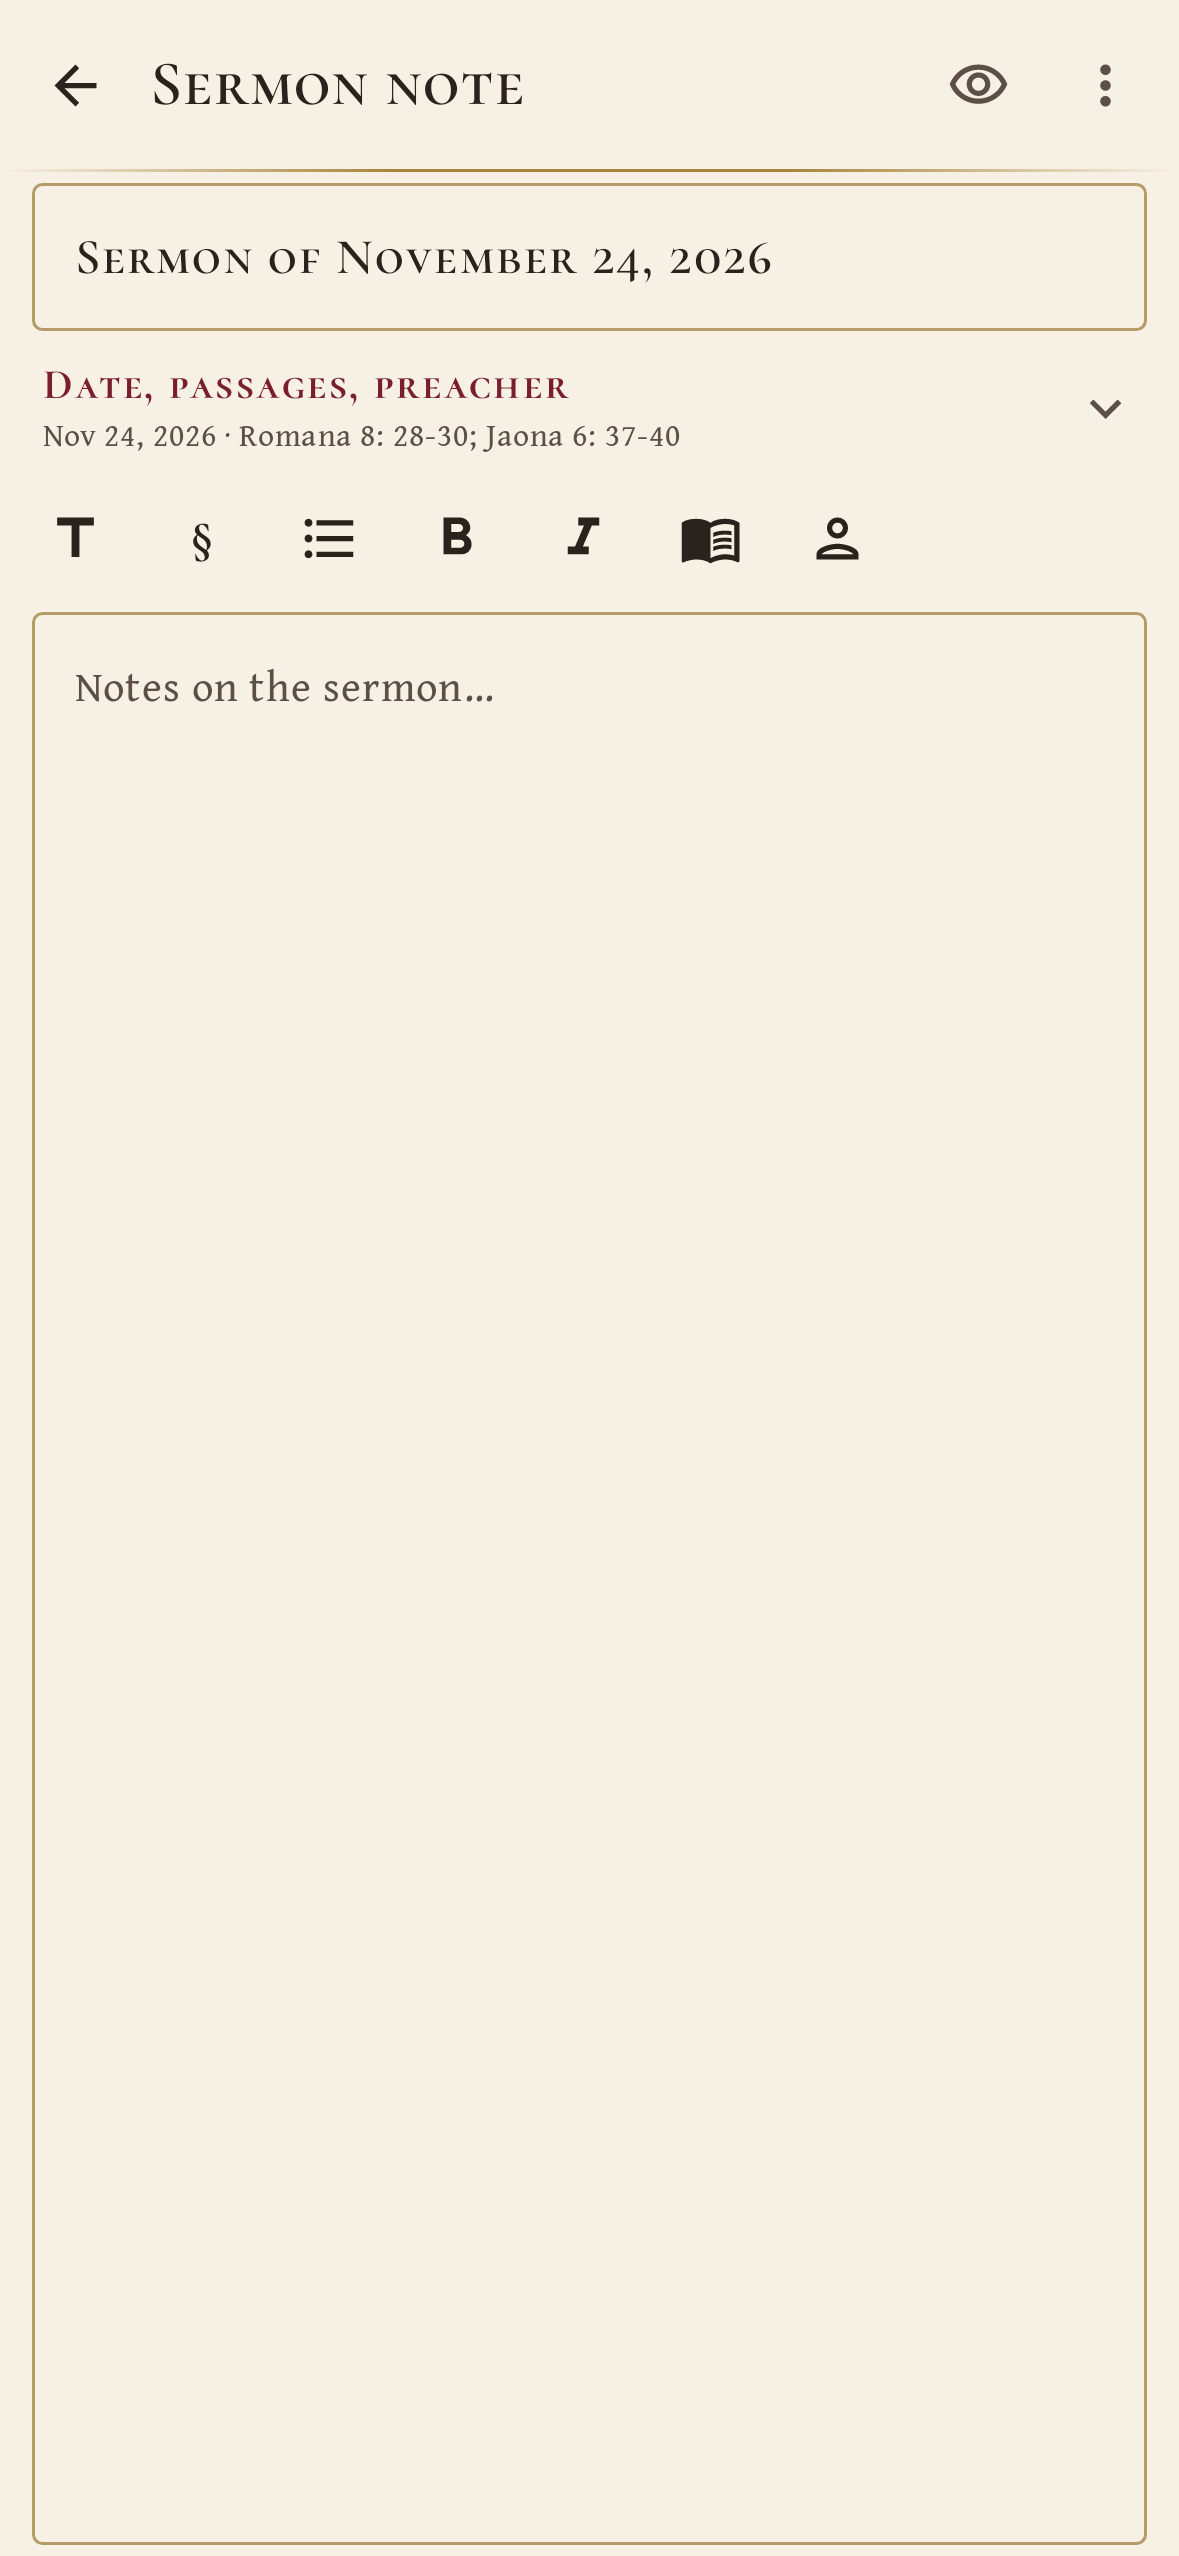 Sermon note
Sermon of November 24, 2026
Date, passages, preacher
Nov 24, 2026 · Romana 8: 28-30; Jaona 6: 37-40
T § B I
Notes on the sermon...